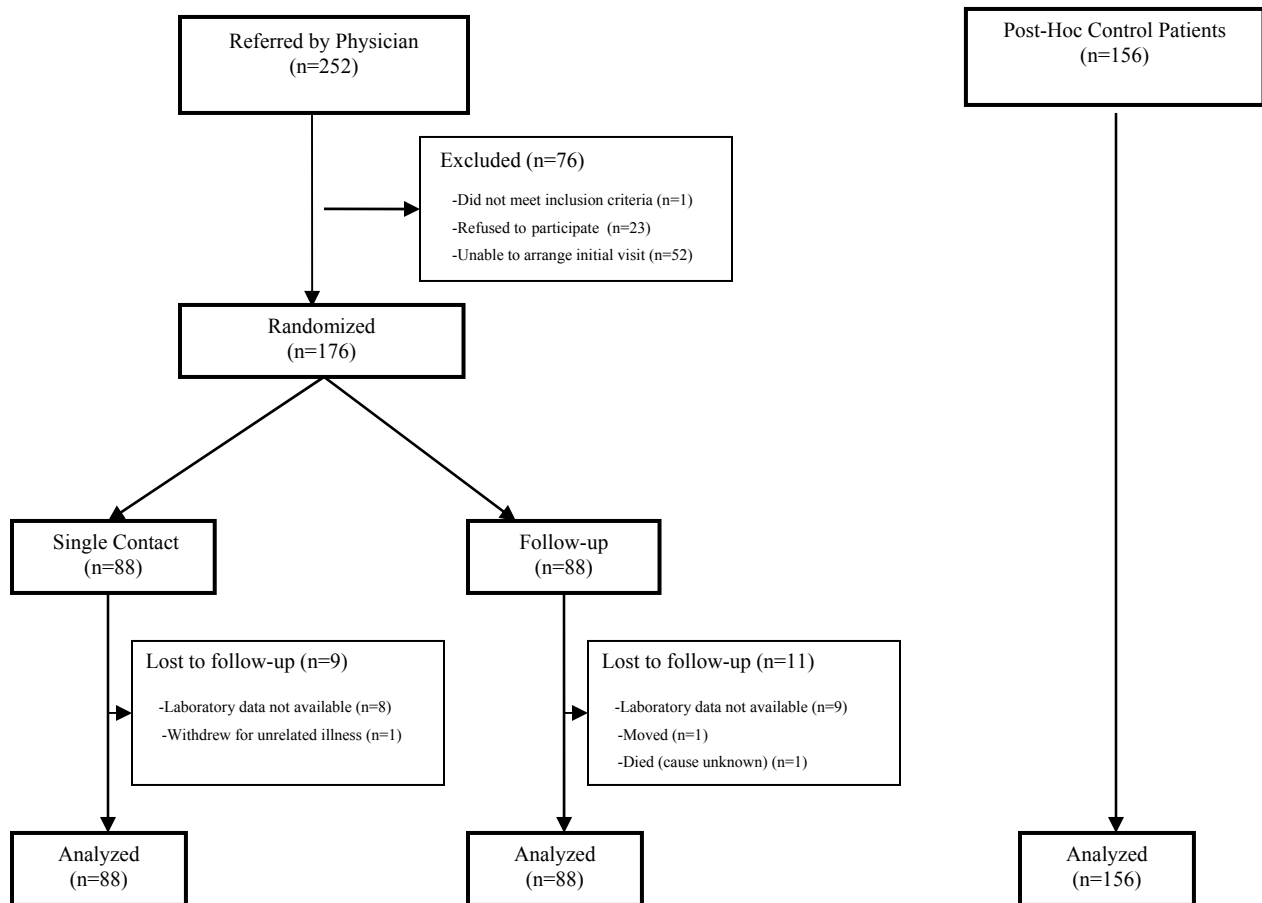 Referred by Physician
(n=252)
Post-Hoc Control Patients
(n=156)
Excluded (n=76)
-Did not meet inclusion criteria (n=1)
-Refused to participate (n=23)
-Unable to arrange initial visit (n=52)
Randomized
(n=176)
Single Contact
(n=88)
Follow-up
(n=88)
Lost to follow-up (n=9)
-Laboratory data not available (n=8)
-Withdrew for unrelated illness (n=1)
Lost to follow-up (n=11)
-Laboratory data not available (n=9)
-Moved (n=1)
-Died (cause unknown) (n=1)
Analyzed
(n=88)
Analyzed
(n=88)
Analyzed
(n=156)